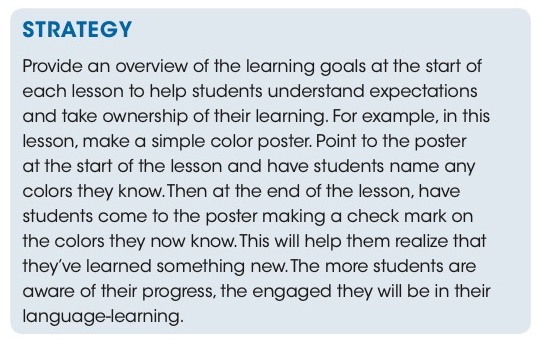 STRATEGY
Provide an overview of the learning goals at the start of
each lesson to help students understand expectations
and take ownership of their learning. For example, in this
lesson, make a simple color poster. Point to the poster
at the start of the lesson and have students name any
colors they know. Then at the end of the lesson, have
students come to the poster making a check mark on
the colors they now know. This will help them realize that
they’ve learned something new. The more students are
aware of their progress, the engaged they will be in their
language-learning.